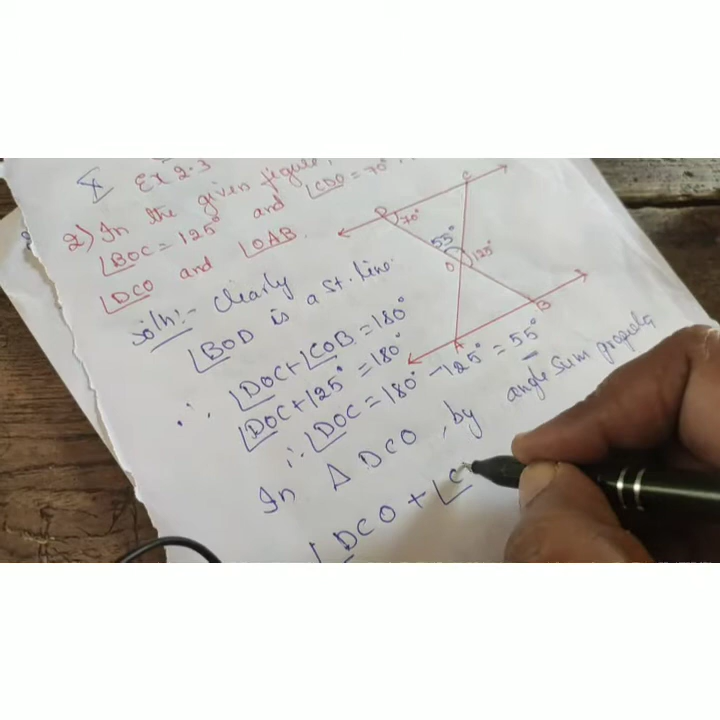 X Ex 2.3
2) In the given figure,
∠BOC = 125° and ∠CDO = 70°
∠DCO and ∠OAB.
soln:- Clearly
∠BOD is a st. line.
∴ ∠DOC + ∠COB = 180°
∠DOC + 125° = 180°
∴ ∠DOC = 180° - 125° = 55°
In Δ DCO, by angle sum property
∠DCO + ∠C
D
70°
C
55°
O
125°
A
B